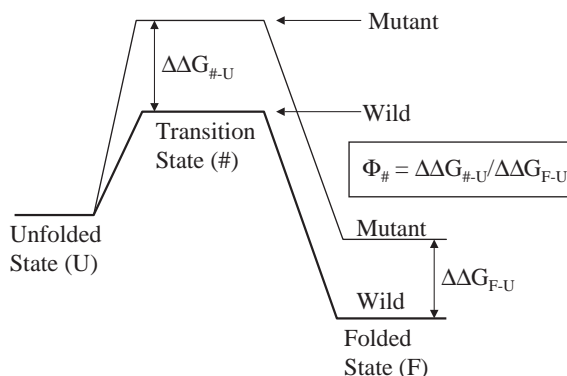 Mutant
ΔΔG#-U
Wild
Transition
State (#)
Φ# = ΔΔG#-U/ΔΔGF-U
Unfolded
State (U)
Mutant
ΔΔGF-U
Wild
Folded
State (F)